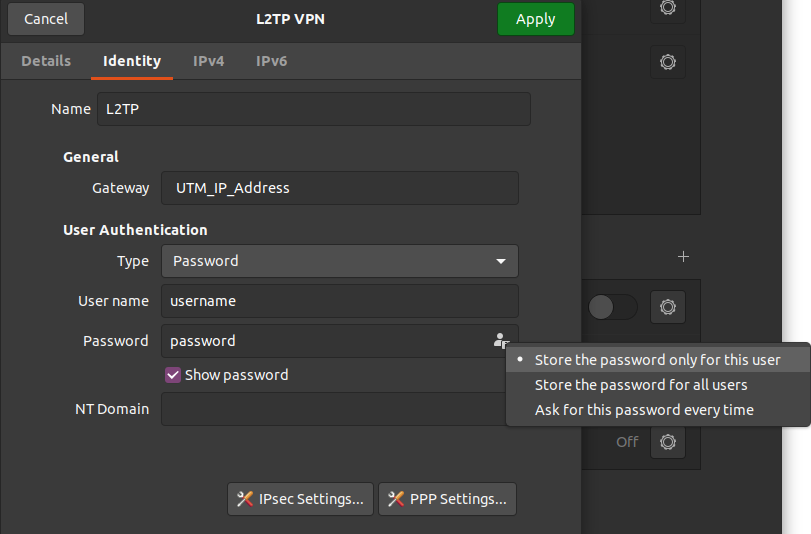 Cancel L2TP VPN Apply
Details Identity IPv4 IPv6
Name L2TP
General
Gateway UTM_IP_Address
User Authentication
Type Password
User name username
Password password
Store the password only for this user
Show password
Store the password for all users
NT Domain
Ask for this password every time
Off
IPsec Settings... PPP Settings...